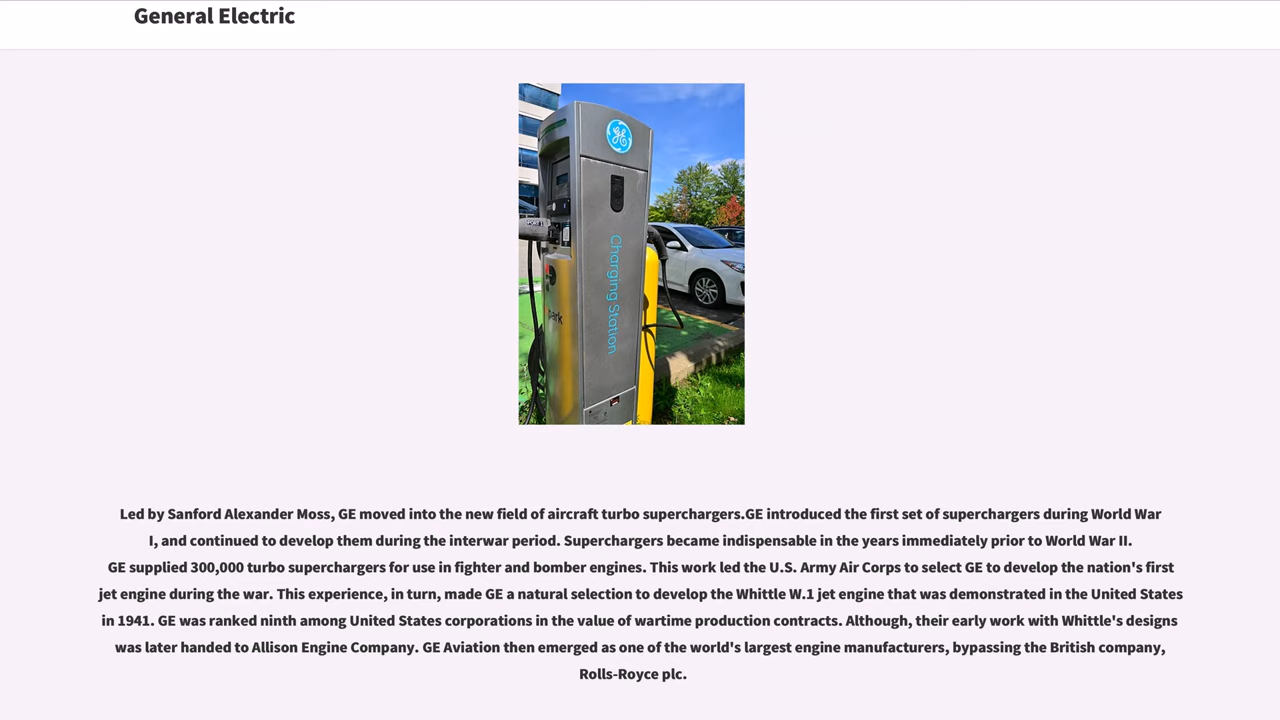 General Electric
GE
Charging Station
park
Led by Sanford Alexander Moss, GE moved into the new field of aircraft turbo superchargers.GE introduced the first set of superchargers during World War
I, and continued to develop them during the interwar period. Superchargers became indispensable in the years immediately prior to World War II.
GE supplied 300,000 turbo superchargers for use in fighter and bomber engines. This work led the U.S. Army Air Corps to select GE to develop the nation's first
jet engine during the war. This experience, in turn, made GE a natural selection to develop the Whittle W.1 jet engine that was demonstrated in the United States
in 1941. GE was ranked ninth among United States corporations in the value of wartime production contracts. Although, their early work with Whittle's designs
was later handed to Allison Engine Company. GE Aviation then emerged as one of the world's largest engine manufacturers, bypassing the British company,
Rolls-Royce plc.